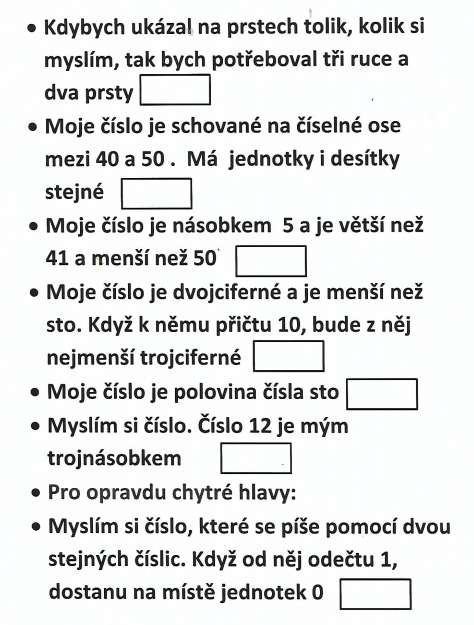 • Kdybych ukázal na prstech tolik, kolik si
myslím, tak bych potřeboval tři ruce a
dva prsty
• Moje číslo je schované na číselné ose
mezi 40 a 50 . Má jednotky i desítky
stejné
• Moje číslo je násobkem 5 a je větší než
41 a menší než 50
• Moje číslo je dvojciferné a je menší než
sto. Když k němu přičtu 10, bude z něj
nejmenší trojciferné
• Moje číslo je polovina čísla sto
• Myslím si číslo. Číslo 12 je mým
trojnásobkem
• Pro opravdu chytré hlavy:
• Myslím si číslo, které se píše pomocí dvou
stejných číslic. Když od něj odečtu 1,
dostanu na místě jednotek 0